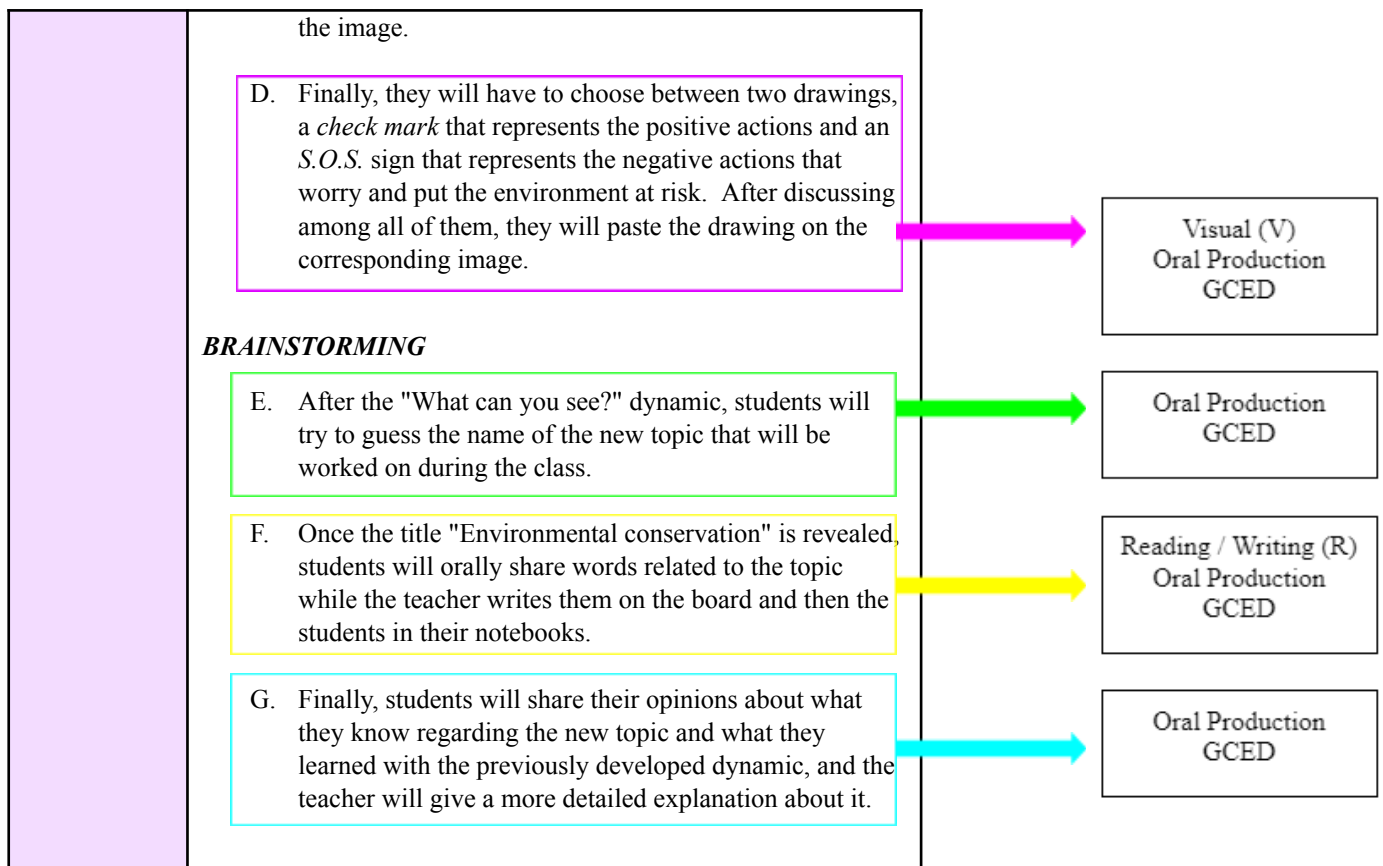 the image.
D. Finally, they will have to choose between two drawings,
a check mark that represents the positive actions and an
S.O.S. sign that represents the negative actions that
worry and put the environment at risk.  After discussing
among all of them, they will paste the drawing on the
corresponding image.
Visual (V)
Oral Production
GCED
BRAINSTORMING
E. After the "What can you see?" dynamic, students will
try to guess the name of the new topic that will be
worked on during the class.
Oral Production
GCED
F. Once the title "Environmental conservation" is revealed,
students will orally share words related to the topic
while the teacher writes them on the board and then the
students in their notebooks.
Reading / Writing (R)
Oral Production
GCED
G. Finally, students will share their opinions about what
they know regarding the new topic and what they
learned with the previously developed dynamic, and the
teacher will give a more detailed explanation about it.
Oral Production
GCED